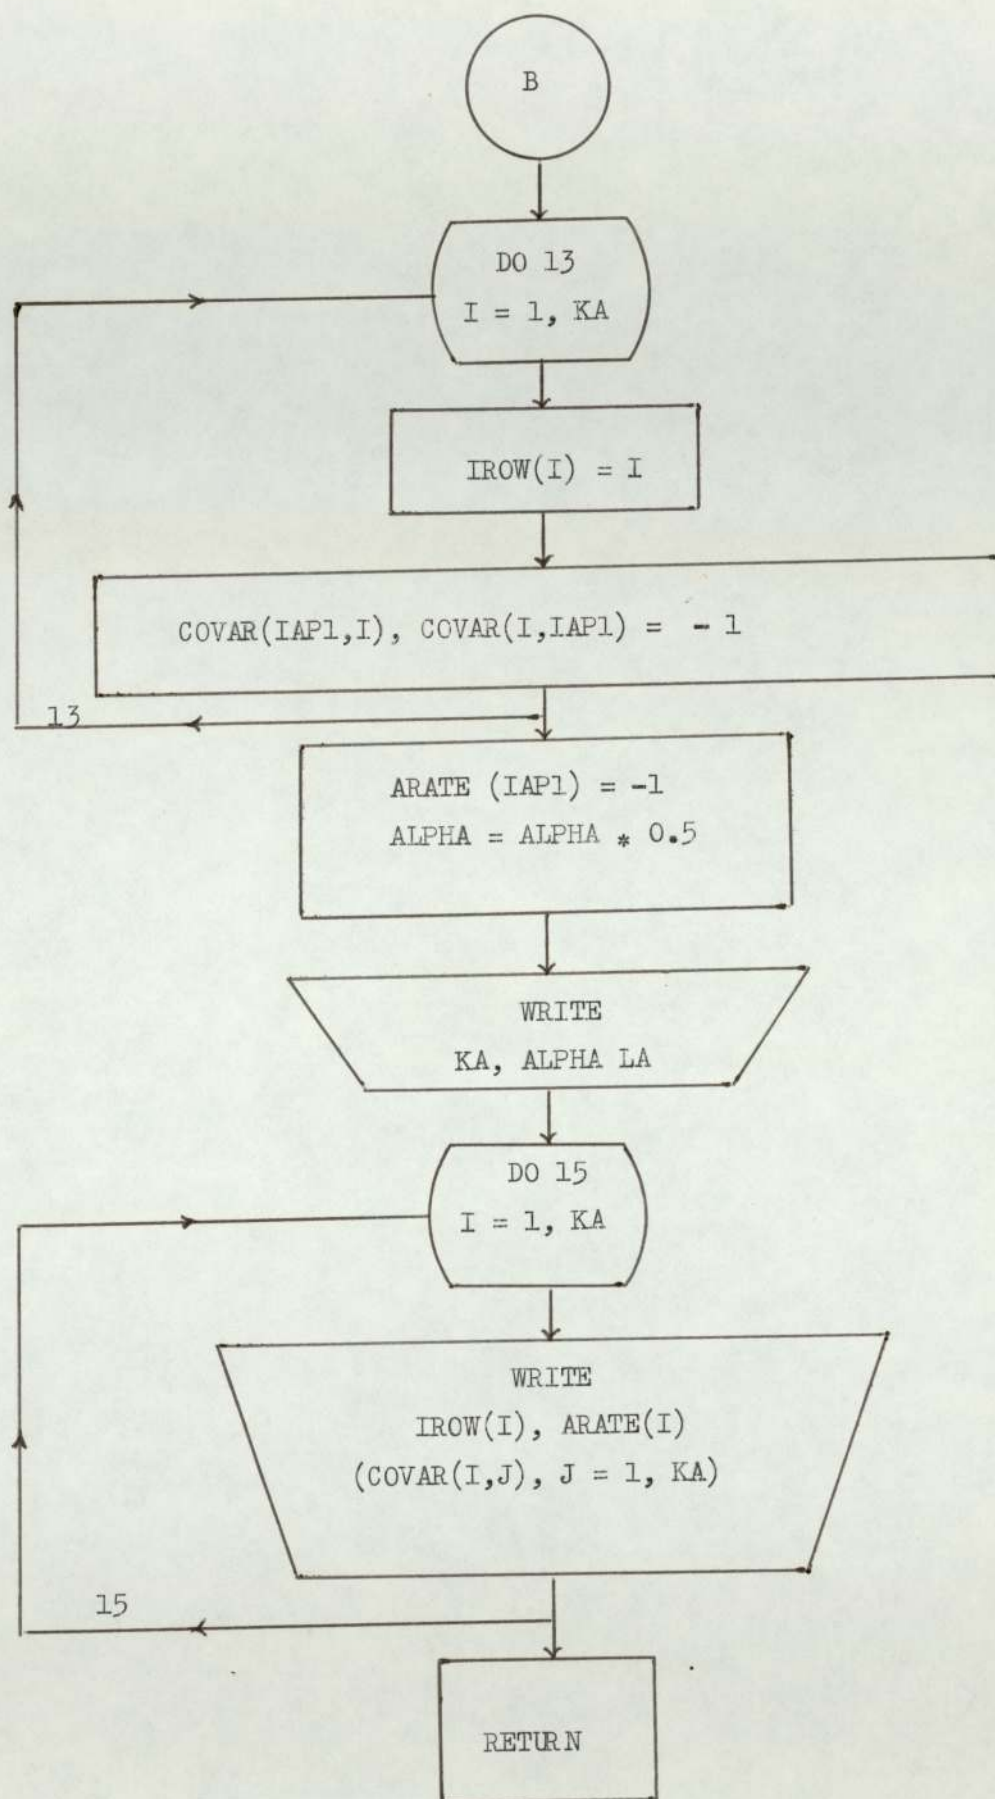 B
DO 13
I = 1, KA
IROW(I) = I
COVAR(IAP1,I), COVAR(I,IAP1) = - 1
13
ARATE (IAP1) = -1
ALPHA = ALPHA * 0.5
WRITE
KA, ALPHA LA
DO 15
I = 1, KA
WRITE
IROW(I), ARATE(I)
(COVAR(I,J), J = 1, KA)
15
RETURN